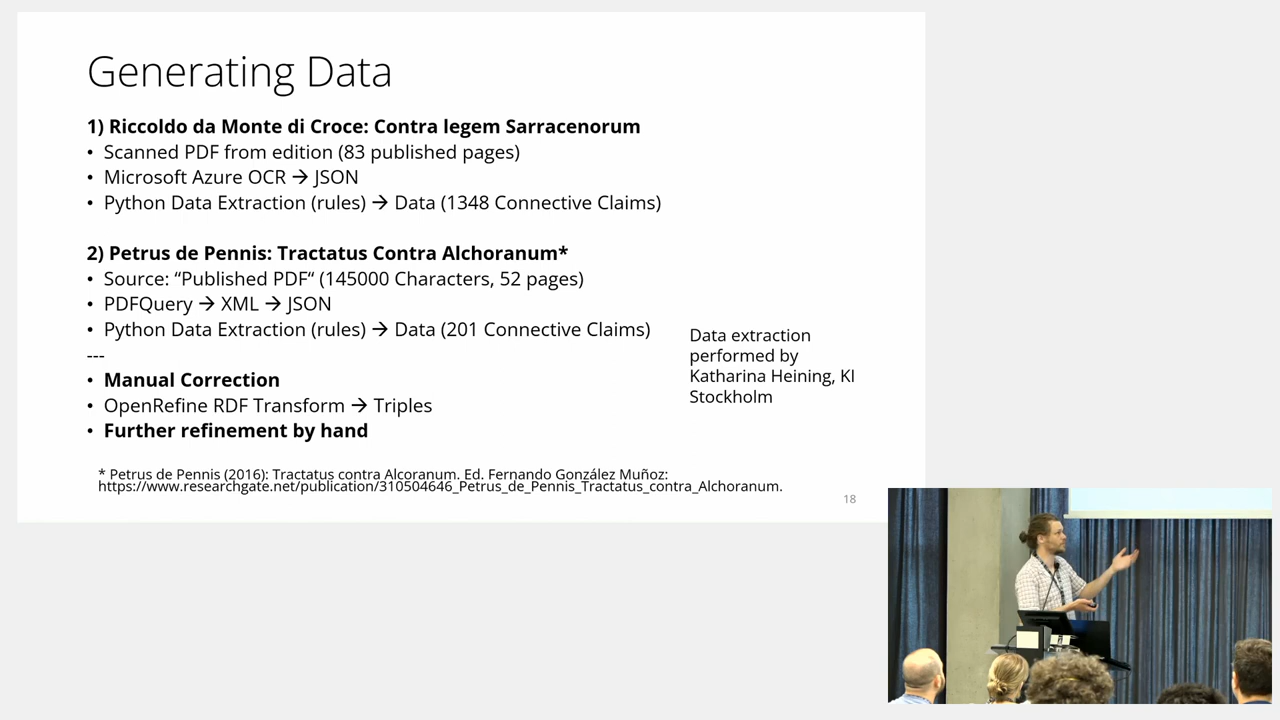 Generating Data
1) Riccoldo da Monte di Croce: Contra legem Sarracenorum
• Scanned PDF from edition (83 published pages)
• Microsoft Azure OCR → JSON
• Python Data Extraction (rules) → Data (1348 Connective Claims)
2) Petrus de Pennis: Tractatus Contra Alchoranum*
• Source: “Published PDF“ (145000 Characters, 52 pages)
• PDFQuery → XML → JSON
• Python Data Extraction (rules) → Data (201 Connective Claims)
---
• Manual Correction
• OpenRefine RDF Transform → Triples
• Further refinement by hand
Data extraction
performed by
Katharina Heining, KI
Stockholm
* Petrus de Pennis (2016): Tractatus contra Alcoranum. Ed. Fernando González Muñoz:
https://www.researchgate.net/publication/310504646_Petrus_de_Pennis_Tractatus_contra_Alchoranum.
18